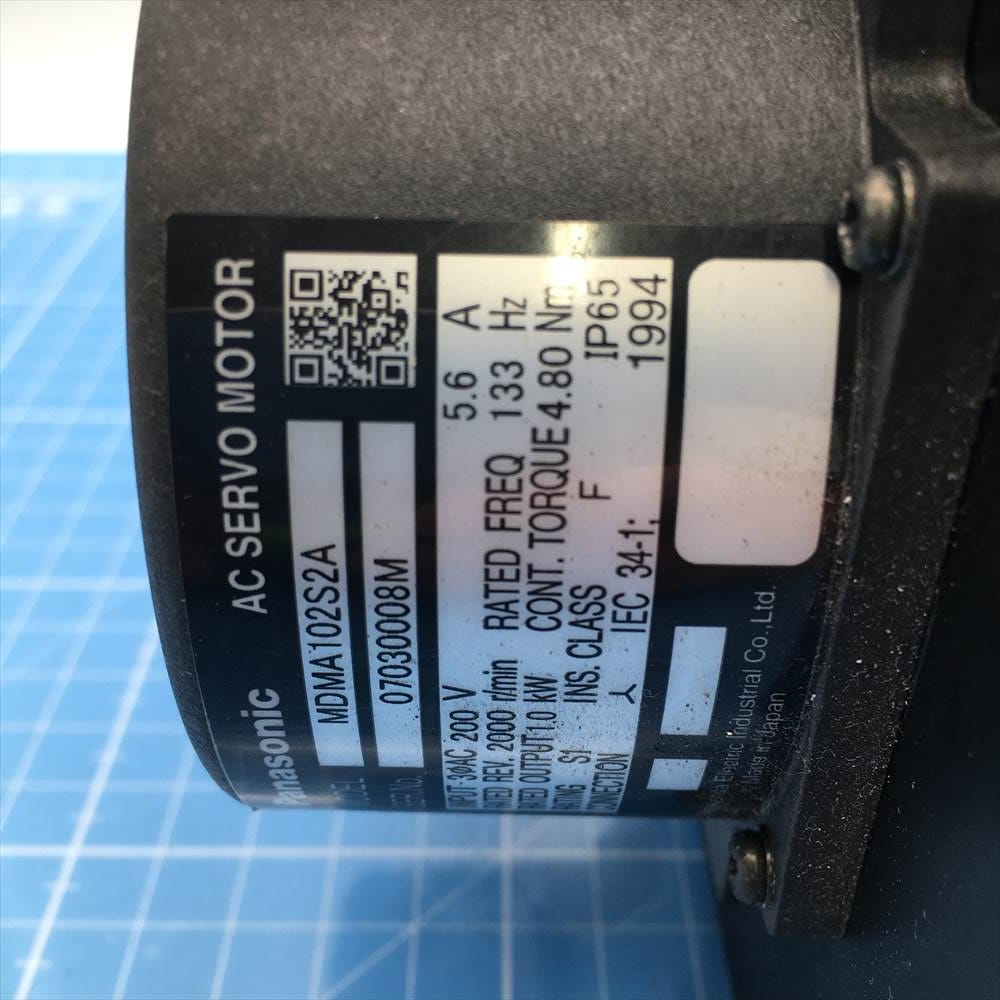 Panasonic AC SERVO MOTOR
MDMA102S2A
07030008M
200 V 5.6 A
REV. 2000 r/min RATED FREQ 133 Hz
OUTPUT 1.0 kW CONT. TORQUE 4.80 Nm
S1 INS. CLASS F IP65
CONNECTION 人 IEC 34-1; 1994
Electric Industrial Co.,Ltd.
Made in Japan